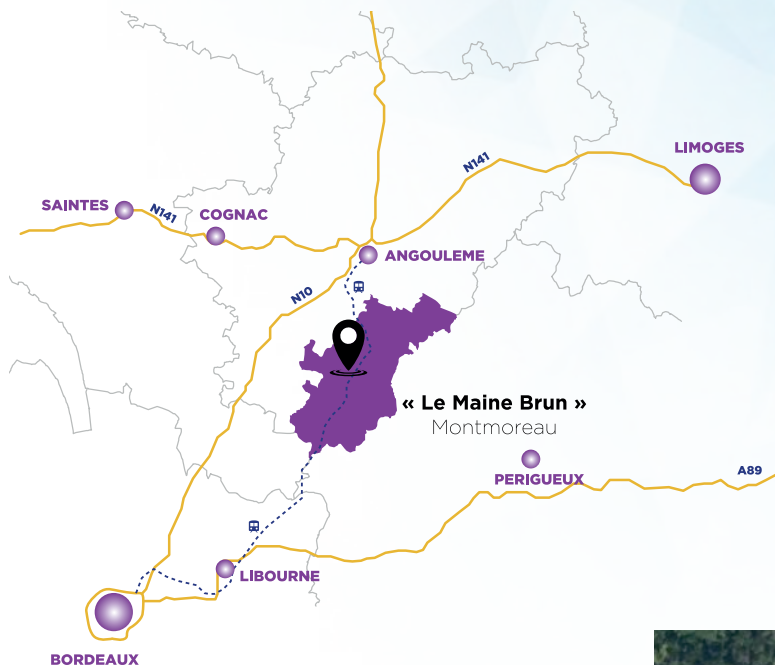 LIMOGES
N141
SAINTES
N141
COGNAC
ANGOULEME
N10
« Le Maine Brun »
Montmoreau
PERIGUEUX
A89
LIBOURNE
BORDEAUX